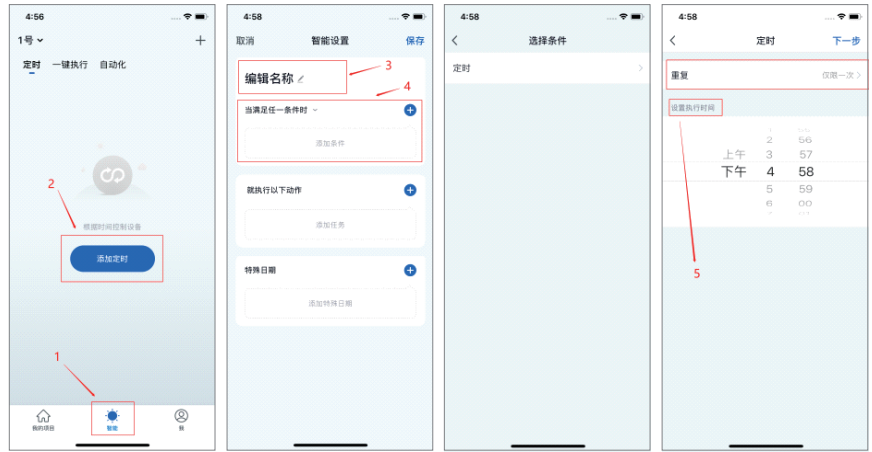 4:56
1号
+
定时 一键执行 自动化
2
根据时间控制设备
添加定时
1
我的项目 智能 我
4:58
取消 智能设置 保存
编辑名称
3
4
当满足任一条件时
添加条件
就执行以下动作
添加任务
特殊日期
添加特殊日期
4:58
选择条件
定时
4:58
定时 下一步
重复 仅限一次
设置执行时间
2 56
上午 3 57
下午 4 58
5 59
6 00
5